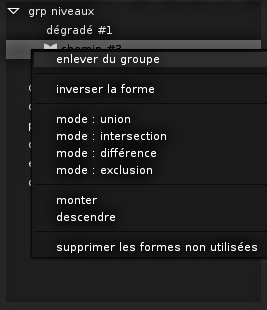 grp niveaux
dégradé #1
enlever du groupe
inverser la forme
mode : union
mode : intersection
mode : différence
mode : exclusion
monter
descendre
supprimer les formes non utilisées